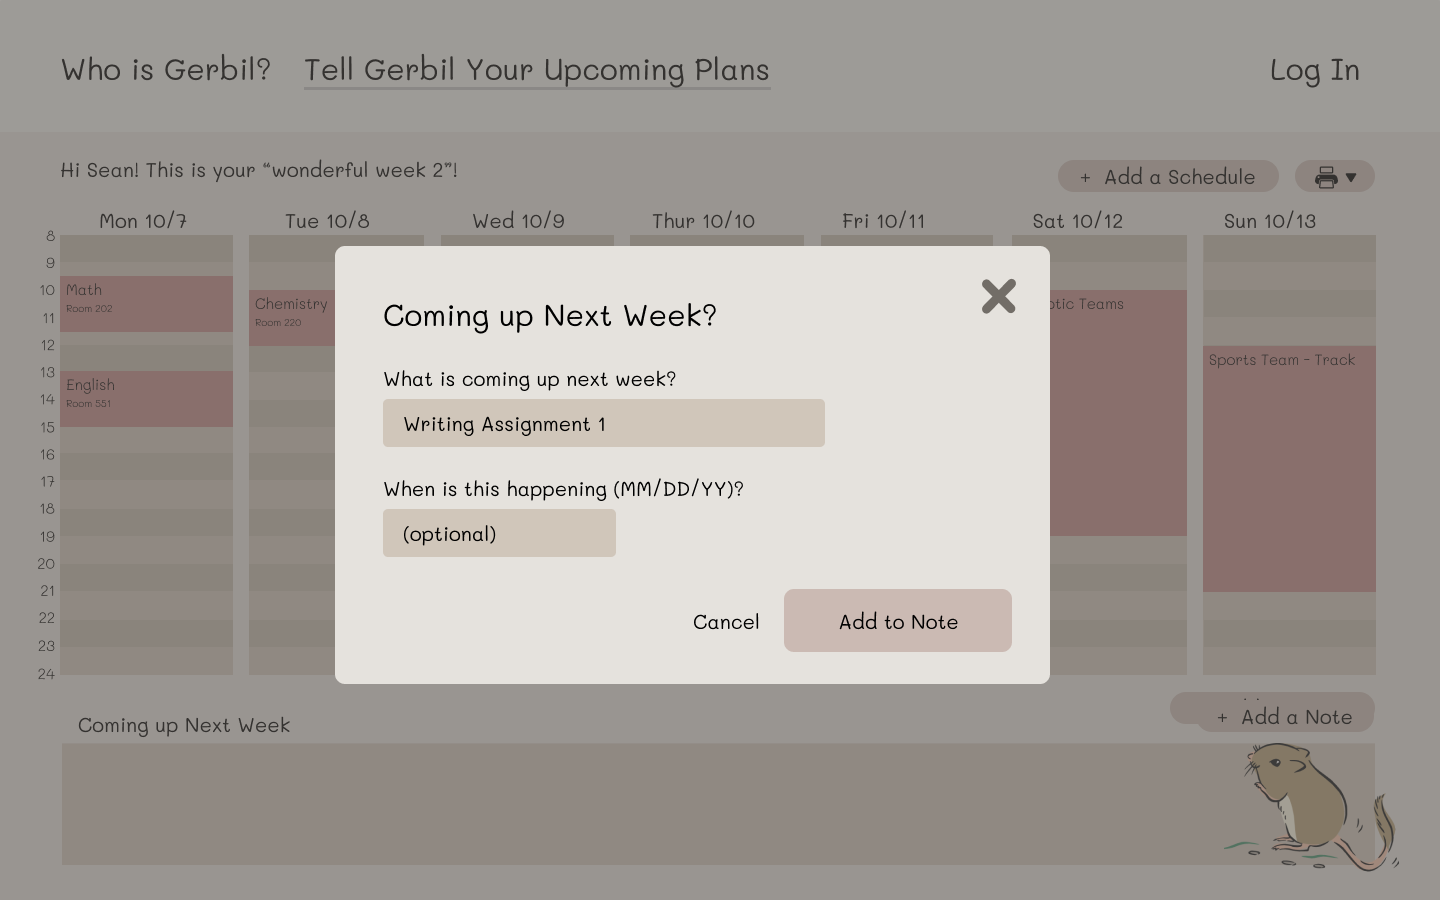 Who is Gerbil? Tell Gerbil Your Upcoming Plans Log In
Hi Sean! This is your “wonderful week 2”!
+ Add a Schedule
Mon 10/7 Tue 10/8 Wed 10/9 Thur 10/10 Fri 10/11 Sat 10/12 Sun 10/13
8
9
10
11
12
13
14
15
16
17
18
19
20
21
22
23
24
Math
Room 202
English
Room 551
Chemistry
Room 220
Teams
Sports Team - Track
Coming up Next Week?
What is coming up next week?
Writing Assignment 1
When is this happening (MM/DD/YY)?
(optional)
Cancel
Add to Note
Coming up Next Week
+ Add a Note